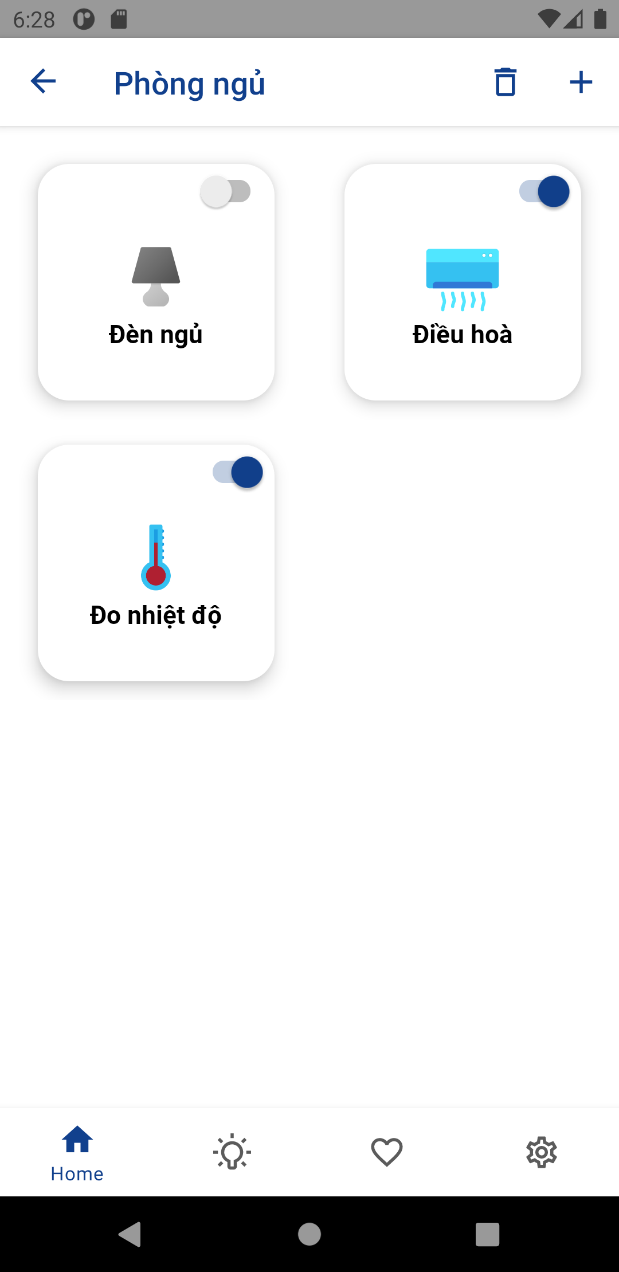 6:28
Phòng ngủ
Đèn ngủ
Điều hoà
Đo nhiệt độ
Home